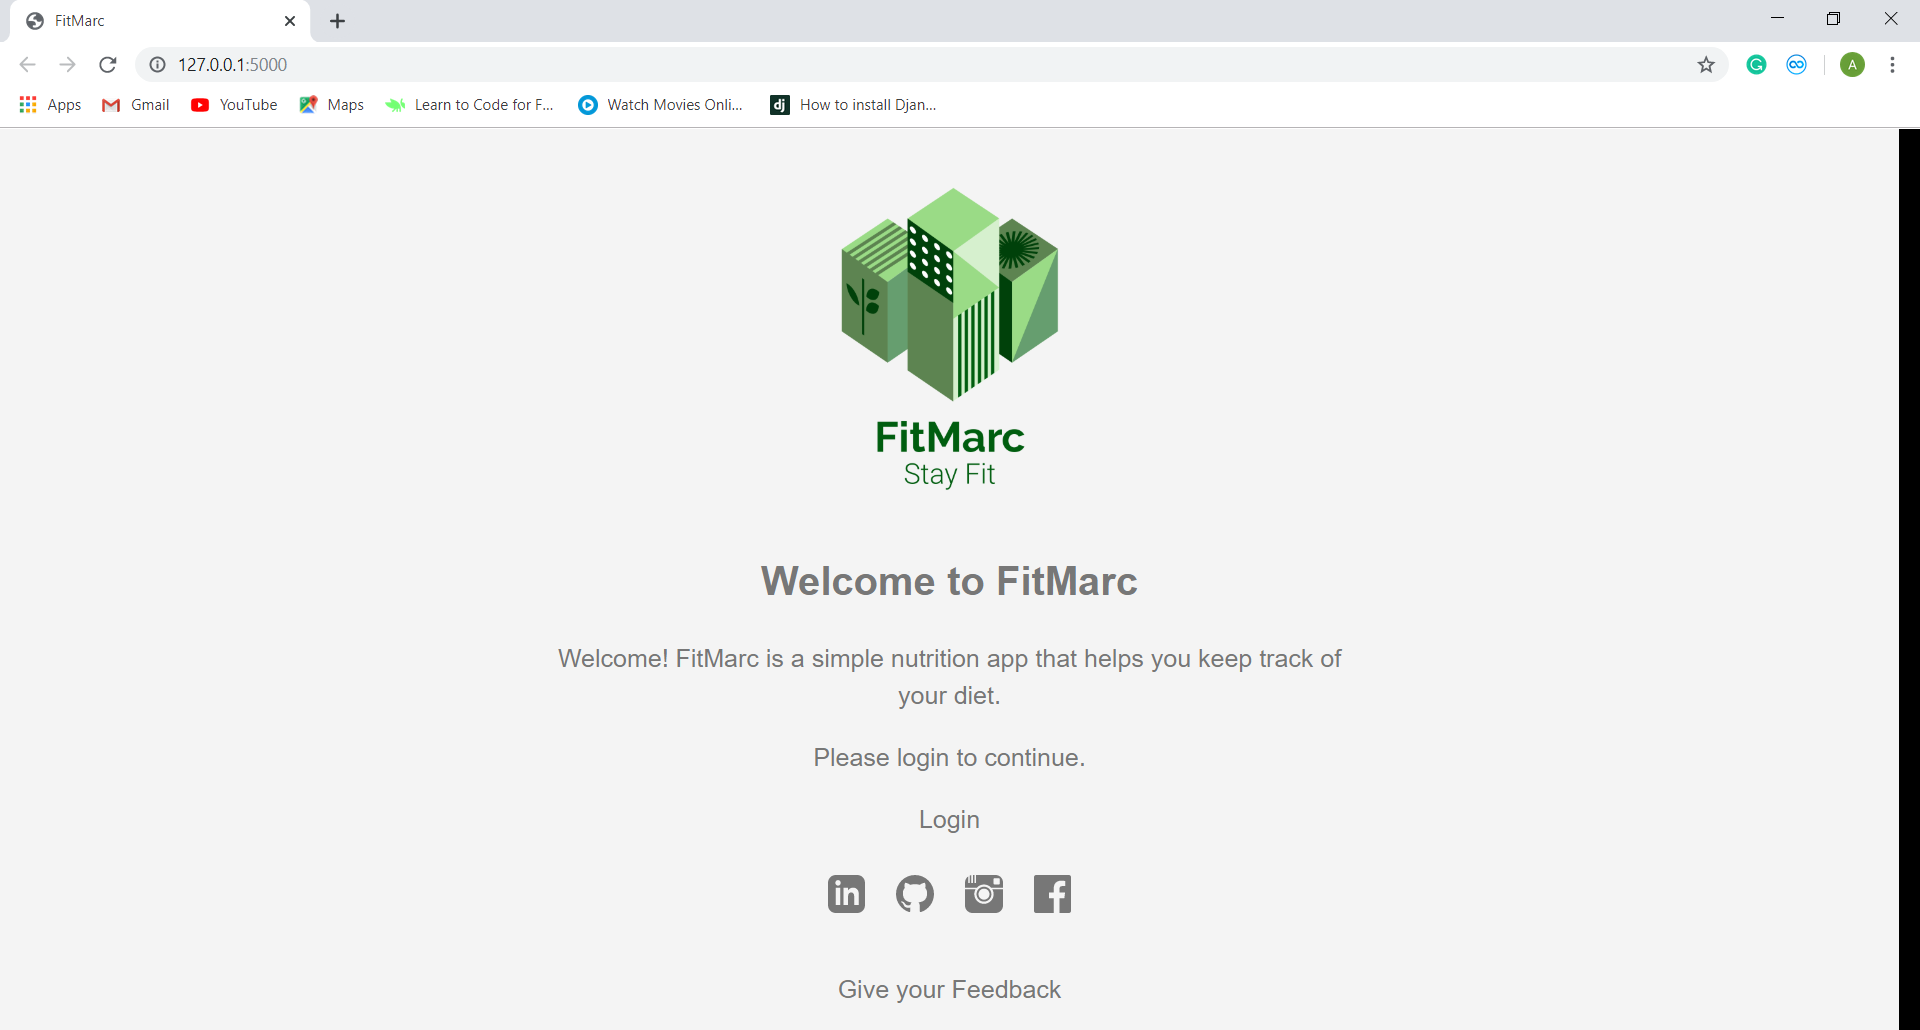 FitMarc
127.0.0.1:5000
A
Apps Gmail YouTube Maps Learn to Code for F... Watch Movies Onli... dj How to install Djan...
FitMarc
Stay Fit
Welcome to FitMarc
Welcome! FitMarc is a simple nutrition app that helps you keep track of
your diet.
Please login to continue.
Login
in
Give your Feedback